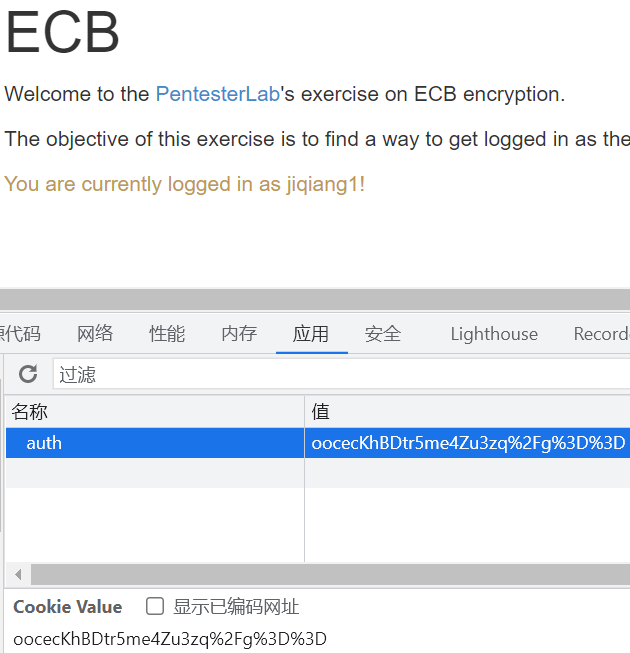 ECB
Welcome to the PentesterLab's exercise on ECB encryption.
The objective of this exercise is to find a way to get logged in as the
You are currently logged in as jiqiang1!
源代码 网络 性能 内存 应用 安全 Lighthouse Recorde
过滤
名称 值
auth oocecKhBDtr5me4Zu3zq%2Fg%3D%3D
Cookie Value 显示已编码网址
oocecKhBDtr5me4Zu3zq%2Fg%3D%3D